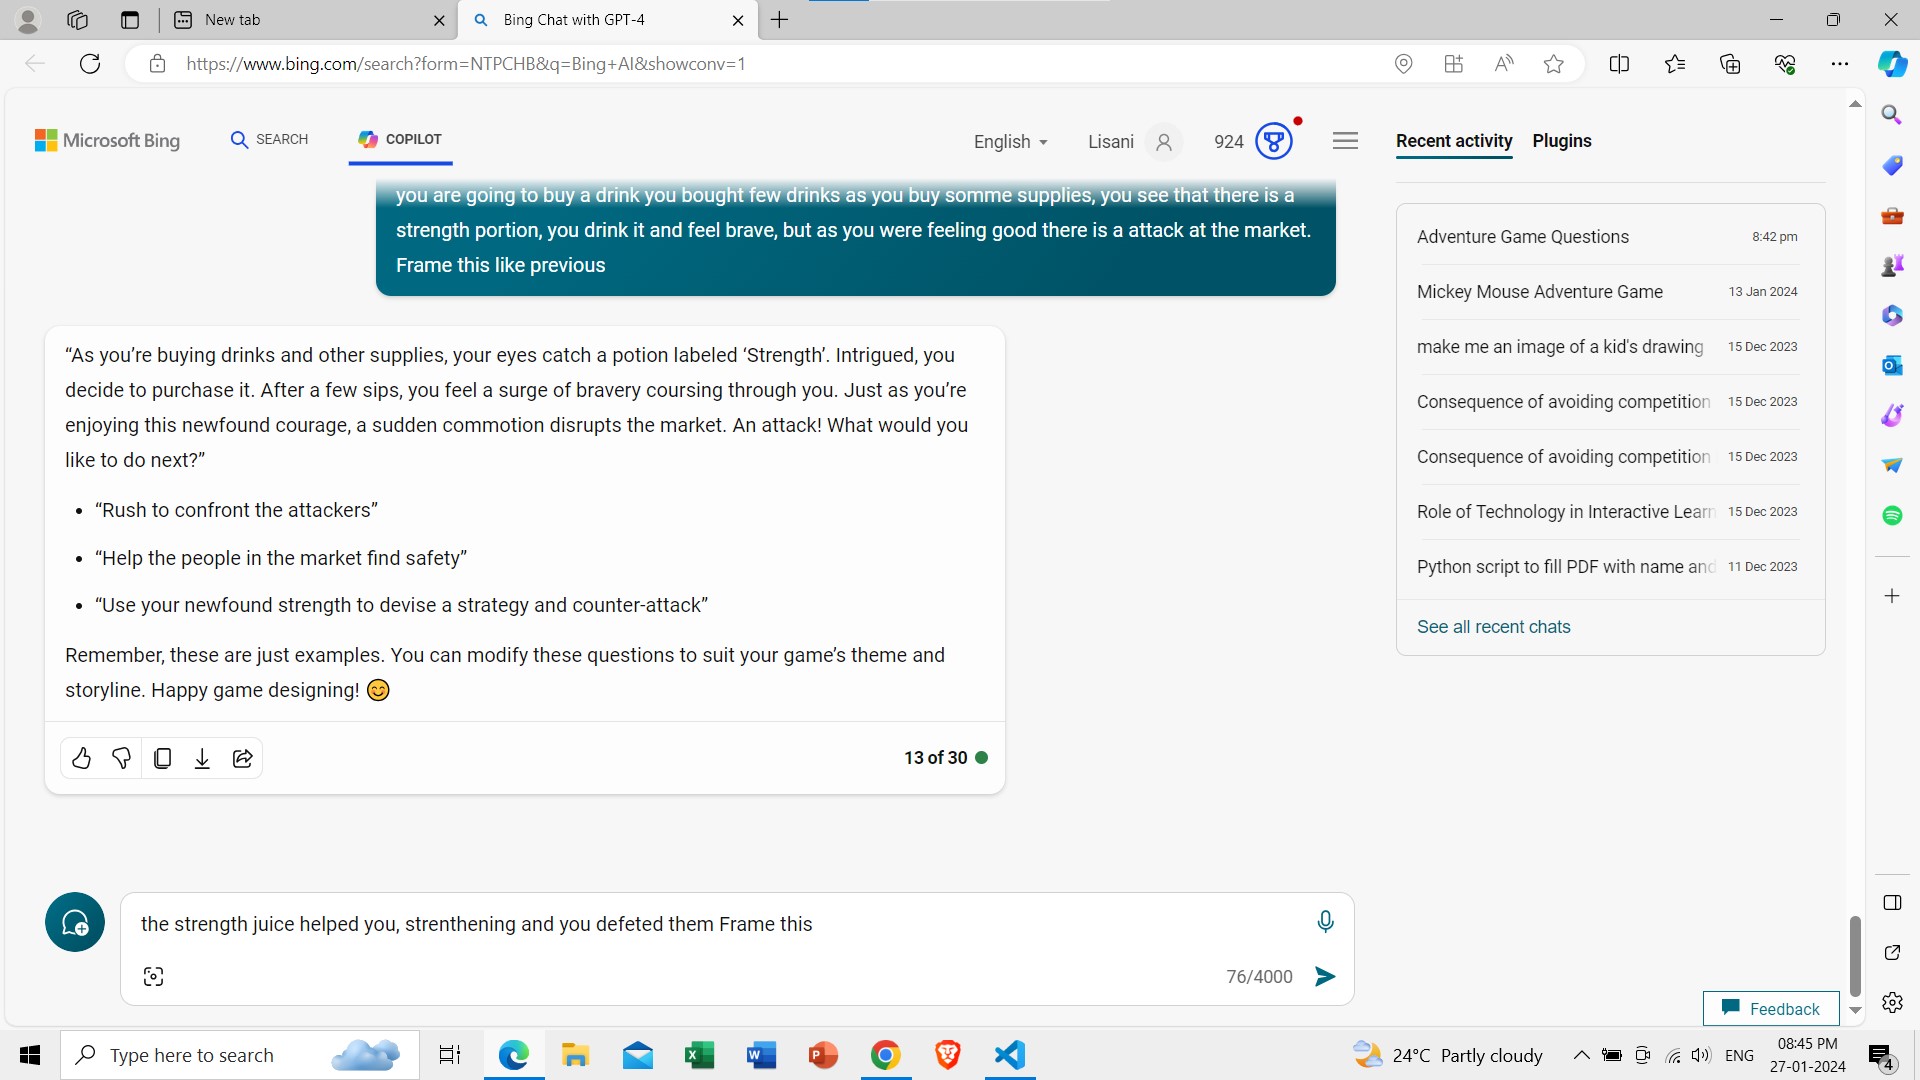 New tab
Bing Chat with GPT-4
https://www.bing.com/search?form=NTPCHB&q=Bing+AI&showconv=1
Microsoft Bing
SEARCH
COPILOT
English
Lisani
924
Recent activity
Plugins
you are going to buy a drink you bought few drinks as you buy somme supplies, you see that there is a
strength portion, you drink it and feel brave, but as you were feeling good there is a attack at the market.
Frame this like previous
“As you’re buying drinks and other supplies, your eyes catch a potion labeled ‘Strength’. Intrigued, you
decide to purchase it. After a few sips, you feel a surge of bravery coursing through you. Just as you’re
enjoying this newfound courage, a sudden commotion disrupts the market. An attack! What would you
like to do next?”
• “Rush to confront the attackers”
• “Help the people in the market find safety”
• “Use your newfound strength to devise a strategy and counter-attack”
Remember, these are just examples. You can modify these questions to suit your game’s theme and
storyline. Happy game designing! 😊
13 of 30
Adventure Game Questions 8:42 pm
Mickey Mouse Adventure Game 13 Jan 2024
make me an image of a kid's drawing 15 Dec 2023
Consequence of avoiding competition 15 Dec 2023
Consequence of avoiding competition 15 Dec 2023
Role of Technology in Interactive Learn 15 Dec 2023
Python script to fill PDF with name and 11 Dec 2023
See all recent chats
the strength juice helped you, strenthening and you defeted them Frame this
76/4000
Feedback
Type here to search
24°C Partly cloudy
ENG
08:45 PM
27-01-2024
4